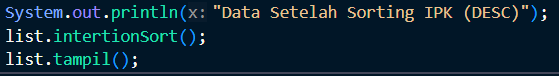 System.out.println(x: "Data Setelah Sorting IPK (DESC)");
list.intertionSort();
list.tampil();